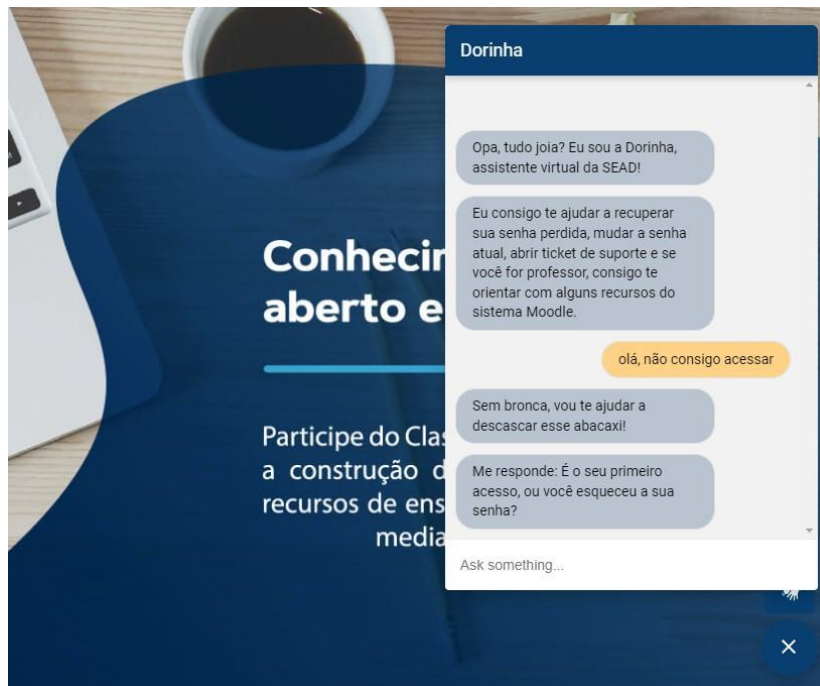 Dorinha
Opa, tudo joia? Eu sou a Dorinha,
assistente virtual da SEAD!
Eu consigo te ajudar a recuperar
sua senha perdida, mudar a senha
atual, abrir ticket de suporte e se
você for professor, consigo te
orientar com alguns recursos do
sistema Moodle.
olá, não consigo acessar
Sem bronca, vou te ajudar a
descascar esse abacaxi!
Me responde: É o seu primeiro
acesso, ou você esqueceu a sua
senha?
Ask something...
aberto e
Participe do
a construção d
recursos de ens
media